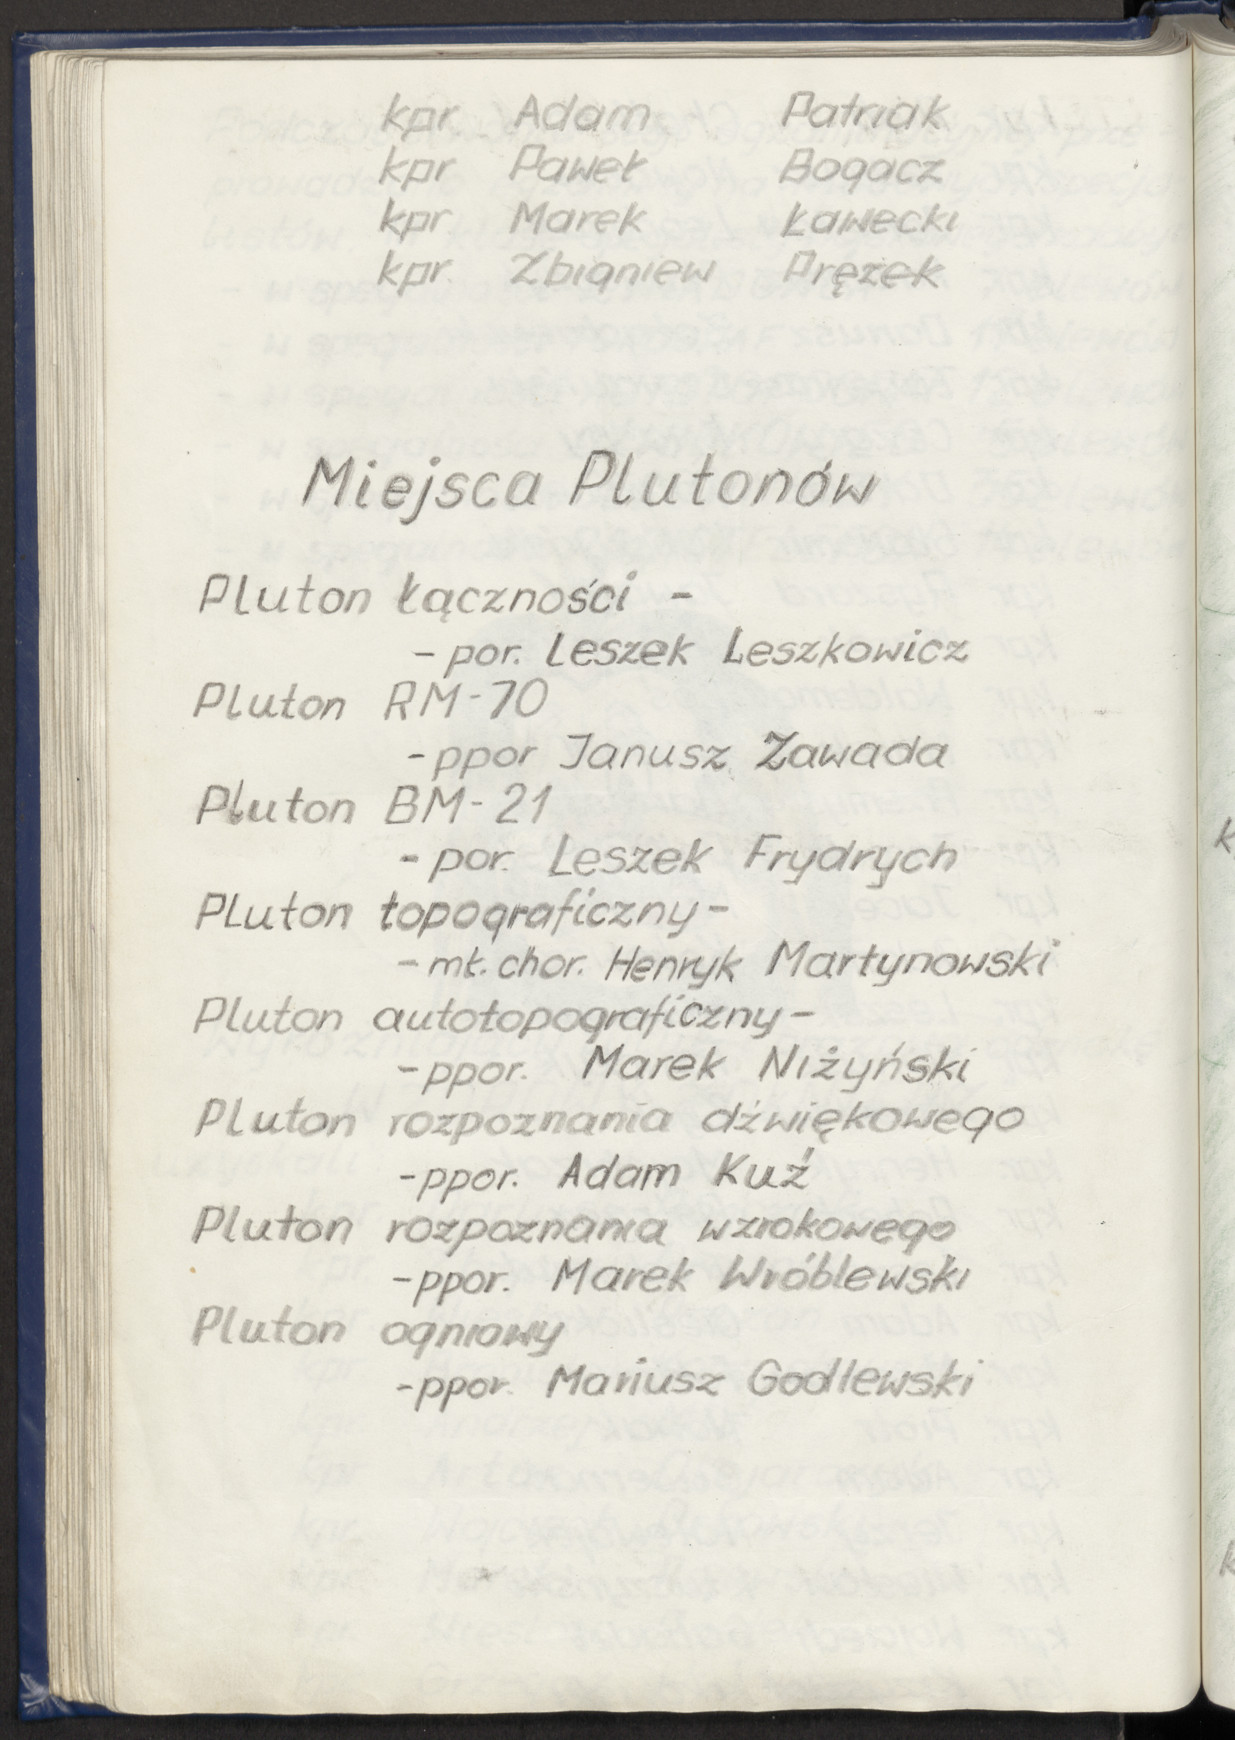 kpr Adam Patriak
kpr Paweł Bogacz
kpr. Marek Ławecki
kpr. Zbigniew Prężek
Miejsca Plutonów
Pluton łączności -
- por. Leszek Leszkowicz
Pluton RM-70
- ppor Janusz Zawada
Pluton BM-21
- por. Leszek Frydrych
Pluton topograficzny -
- mł. chor. Henryk Martynowski
Pluton autotopograficzny -
- ppor. Marek Niżyński
Pluton rozpoznania dźwiękowego
- ppor. Adam Kuź
Pluton rozpoznania wzrokowego
- ppor. Marek Wróblewski
Pluton ogniowy
- ppor. Mariusz Godlewski